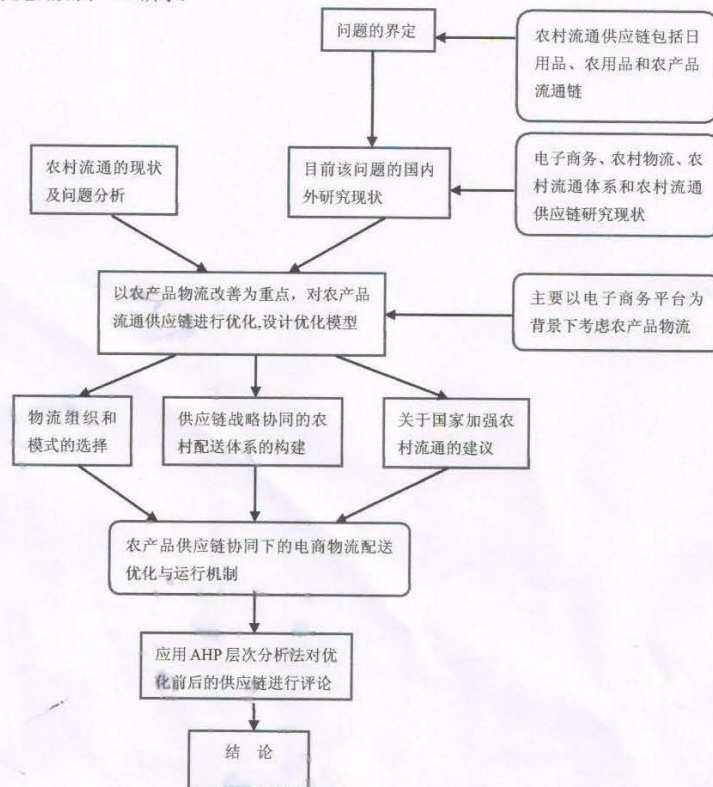 问题的界定
农村流通供应链包括日
用品、农用品和农产品
流通链
农村流通的现状
及问题分析
目前该问题的国内
外研究现状
电子商务、农村物流、农
村流通体系和农村流通
供应链研究现状
以农产品物流改善为重点，对农产品
流通供应链进行优化,设计优化模型
主要以电子商务平台为
背景下考虑农产品物流
物流组织和
模式的选择
供应链战略协同的农
村配送体系的构建
关于国家加强农
村流通的建议
农产品供应链协同下的电商物流配送
优化与运行机制
应用 AHP 层次分析法对优
化前后的供应链进行评论
结 论